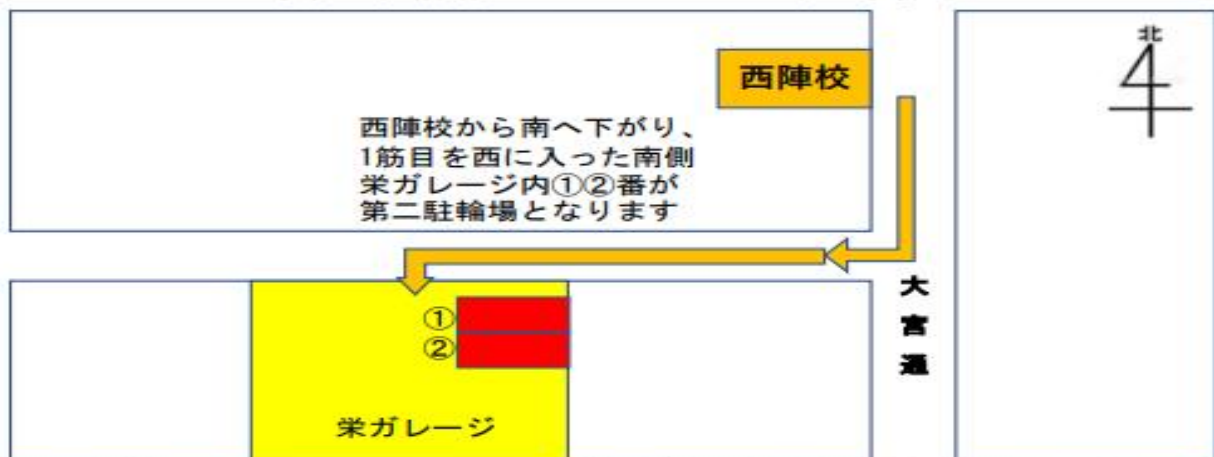 北
西陣校
西陣校から南へ下がり、
1筋目を西に入った南側
栄ガレージ内①②番が
第二駐輪場となります
大宮通
①
②
栄ガレージ